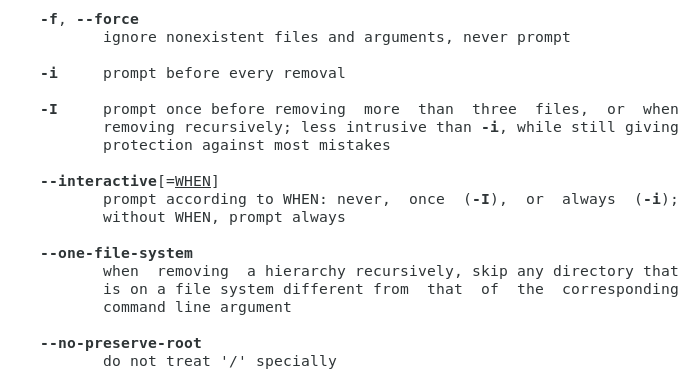 -f, --force
ignore nonexistent files and arguments, never prompt
-i prompt before every removal
-I prompt once before removing more than three files, or when
removing recursively; less intrusive than -i, while still giving
protection against most mistakes
--interactive[=WHEN]
prompt according to WHEN: never, once (-I), or always (-i);
without WHEN, prompt always
--one-file-system
when removing a hierarchy recursively, skip any directory that
is on a file system different from that of the corresponding
command line argument
--no-preserve-root
do not treat '/' specially